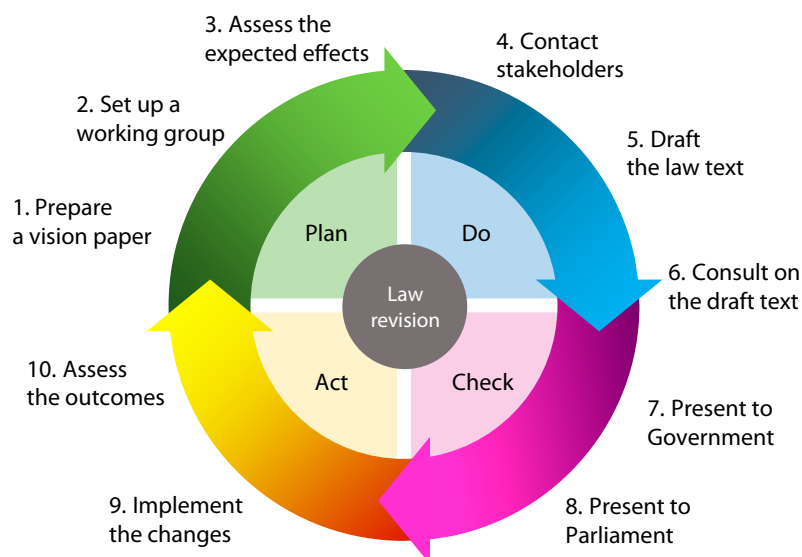 3. Assess the
expected effects
4. Contact
stakeholders
2. Set up a
working group
5. Draft
the law text
1. Prepare
a vision paper
Plan
Do
6. Consult on
the draft text
Law
revision
10. Assess
the outcomes
Act
Check
7. Present to
Government
9. Implement
the changes
8. Present to
Parliament